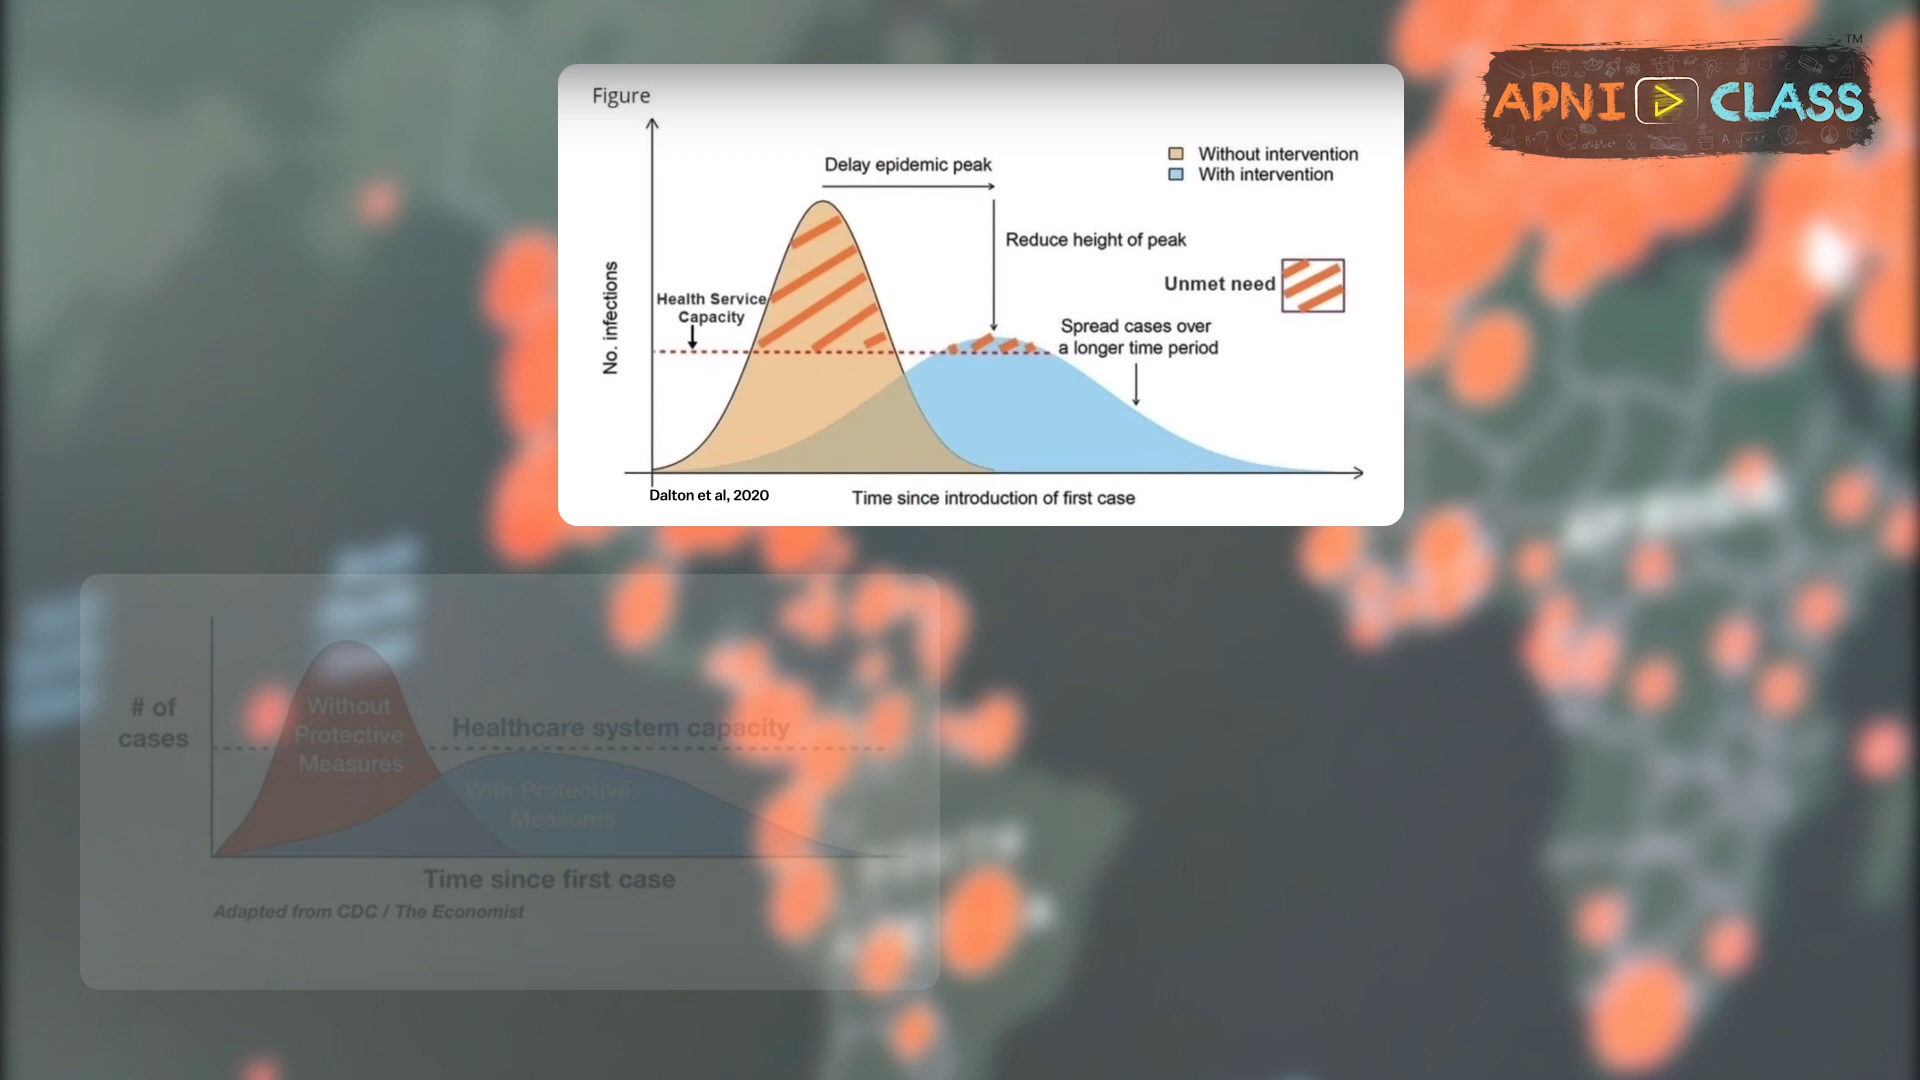 APNI CLASS
TM
Figure
Delay epidemic peak
Without intervention
With intervention
Reduce height of peak
Unmet need
Health Service
Capacity
Spread cases over
a longer time period
No. infections
Dalton et al, 2020
Time since introduction of first case
# of
cases
Without
Protective
Measures
Healthcare system capacity
With Protective
Measures
Time since first case
Adapted from CDC / The Economist